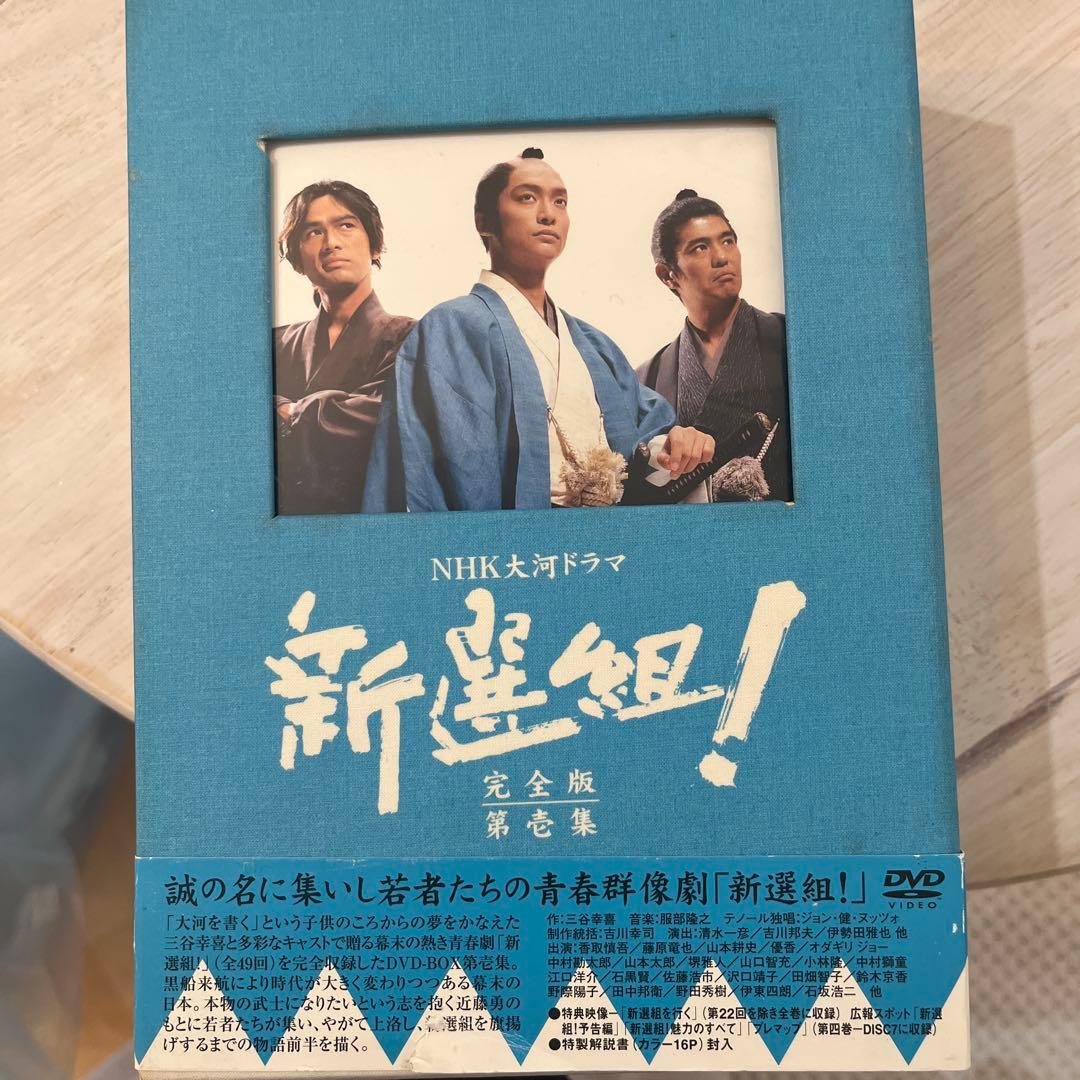 NHK大河ドラマ
新選組!
完全版
第壱集
誠の名に集いし若者たちの青春群像劇「新選組!」
DVD
VIDEO
「大河を書く」という子供のころからの夢をかなえた
三谷幸喜と多彩なキャストで贈る幕末の熱き青春劇「新
選組!」(全49回)を完全収録したDVD-BOX第壱集。
黒船来航により時代が大きく変わりつつある幕末の
日本。本物の武士になりたいという志を抱く近藤勇の
もとに若者たちが集い、やがて上洛し、新選組を旗揚
げするまでの物語前半を描く。
作:三谷幸喜 音楽:服部隆之 テノール独唱:ジョン・健・ヌッツォ
制作統括:吉川幸司 演出:清水一彦/吉川邦夫/伊勢田雅也 他
出演:香取慎吾/藤原竜也/山本耕史/優香/オダギリ ジョー
中村勘太郎/山本太郎/堺雅人/山口智充/小林隆/中村獅童
江口洋介/石黒賢/佐藤浩市/沢口靖子/田畑智子/鈴木京香
野際陽子/田中邦衛/野田秀樹/伊東四朗/石坂浩二 他
●特典映像―「新選組を行く」(第22回を除き全巻に収録) 広報スポット「新選
組!予告編」「新選組!魅力のすべて」「プレマップ」(第四巻―DISC7に収録)
●特製解説書(カラー16P)封入